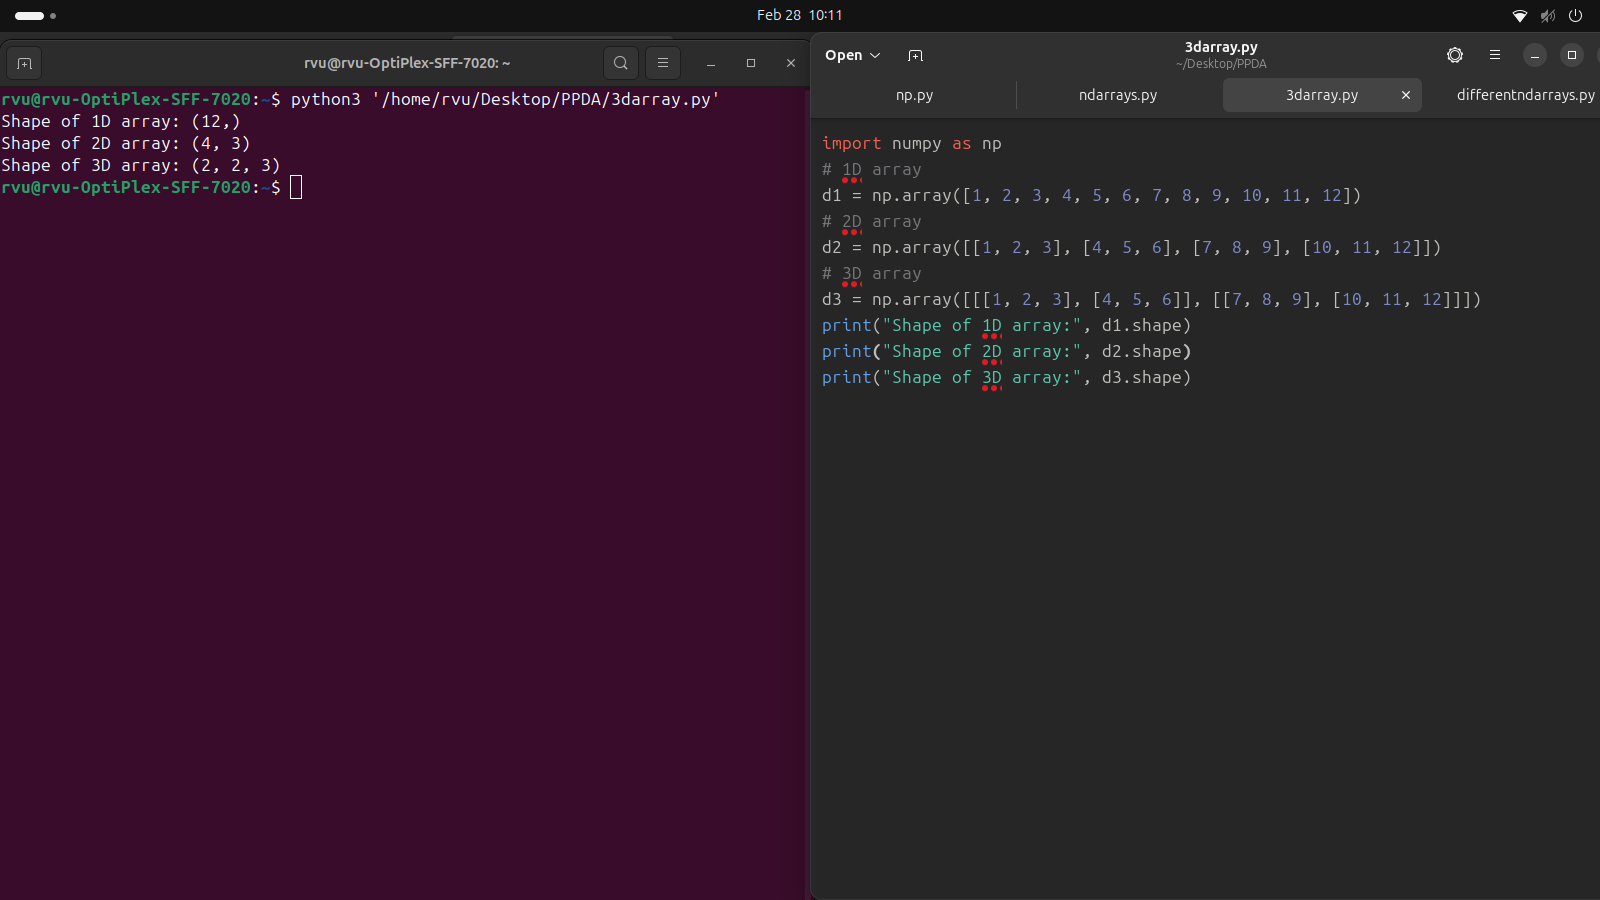 Feb 28 10:11
rvu@rvu-OptiPlex-SFF-7020: ~
rvu@rvu-OptiPlex-SFF-7020:~$ python3 '/home/rvu/Desktop/PPDA/3darray.py'
Shape of 1D array: (12,)
Shape of 2D array: (4, 3)
Shape of 3D array: (2, 2, 3)
rvu@rvu-OptiPlex-SFF-7020:~$
Open
3darray.py
~/Desktop/PPDA
np.py
ndarrays.py
3darray.py
differentndarrays.py
import numpy as np
# 1D array
d1 = np.array([1, 2, 3, 4, 5, 6, 7, 8, 9, 10, 11, 12])
# 2D array
d2 = np.array([[1, 2, 3], [4, 5, 6], [7, 8, 9], [10, 11, 12]])
# 3D array
d3 = np.array([[[1, 2, 3], [4, 5, 6]], [[7, 8, 9], [10, 11, 12]]])
print("Shape of 1D array:", d1.shape)
print("Shape of 2D array:", d2.shape)
print("Shape of 3D array:", d3.shape)